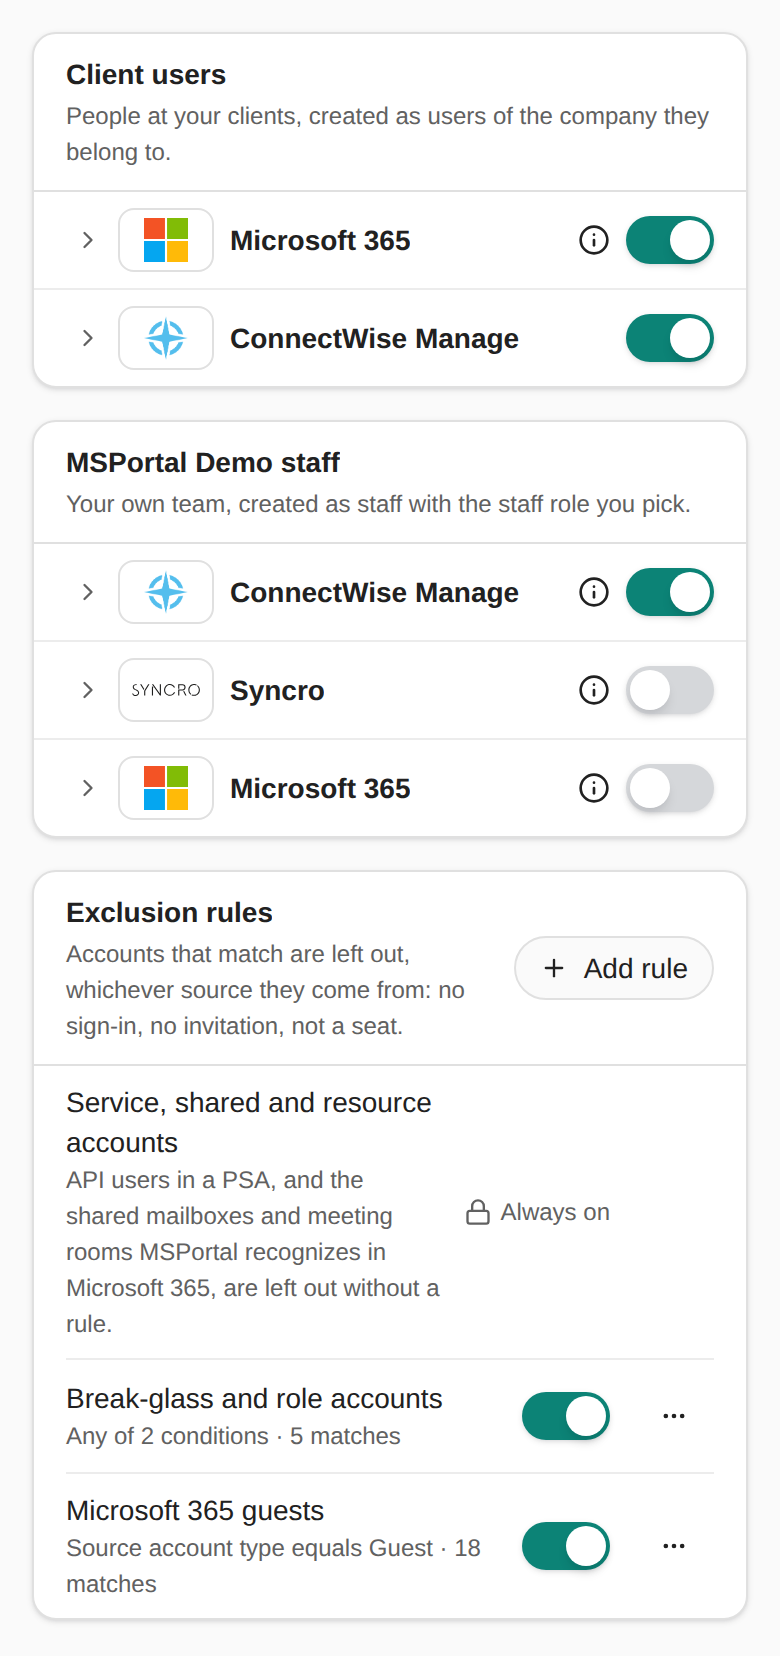 Client users
People at your clients, created as users of the company they
belong to.
Microsoft 365
ConnectWise Manage
MSPortal Demo staff
Your own team, created as staff with the staff role you pick.
ConnectWise Manage
SYNCRO
Syncro
Microsoft 365
Exclusion rules
Accounts that match are left out,
whichever source they come from: no
sign-in, no invitation, not a seat.
Add rule
Service, shared and resource
accounts
API users in a PSA, and the
shared mailboxes and meeting
rooms MSPortal recognizes in
Microsoft 365, are left out without a
rule.
Always on
Break-glass and role accounts
Any of 2 conditions · 5 matches
Microsoft 365 guests
Source account type equals Guest · 18
matches